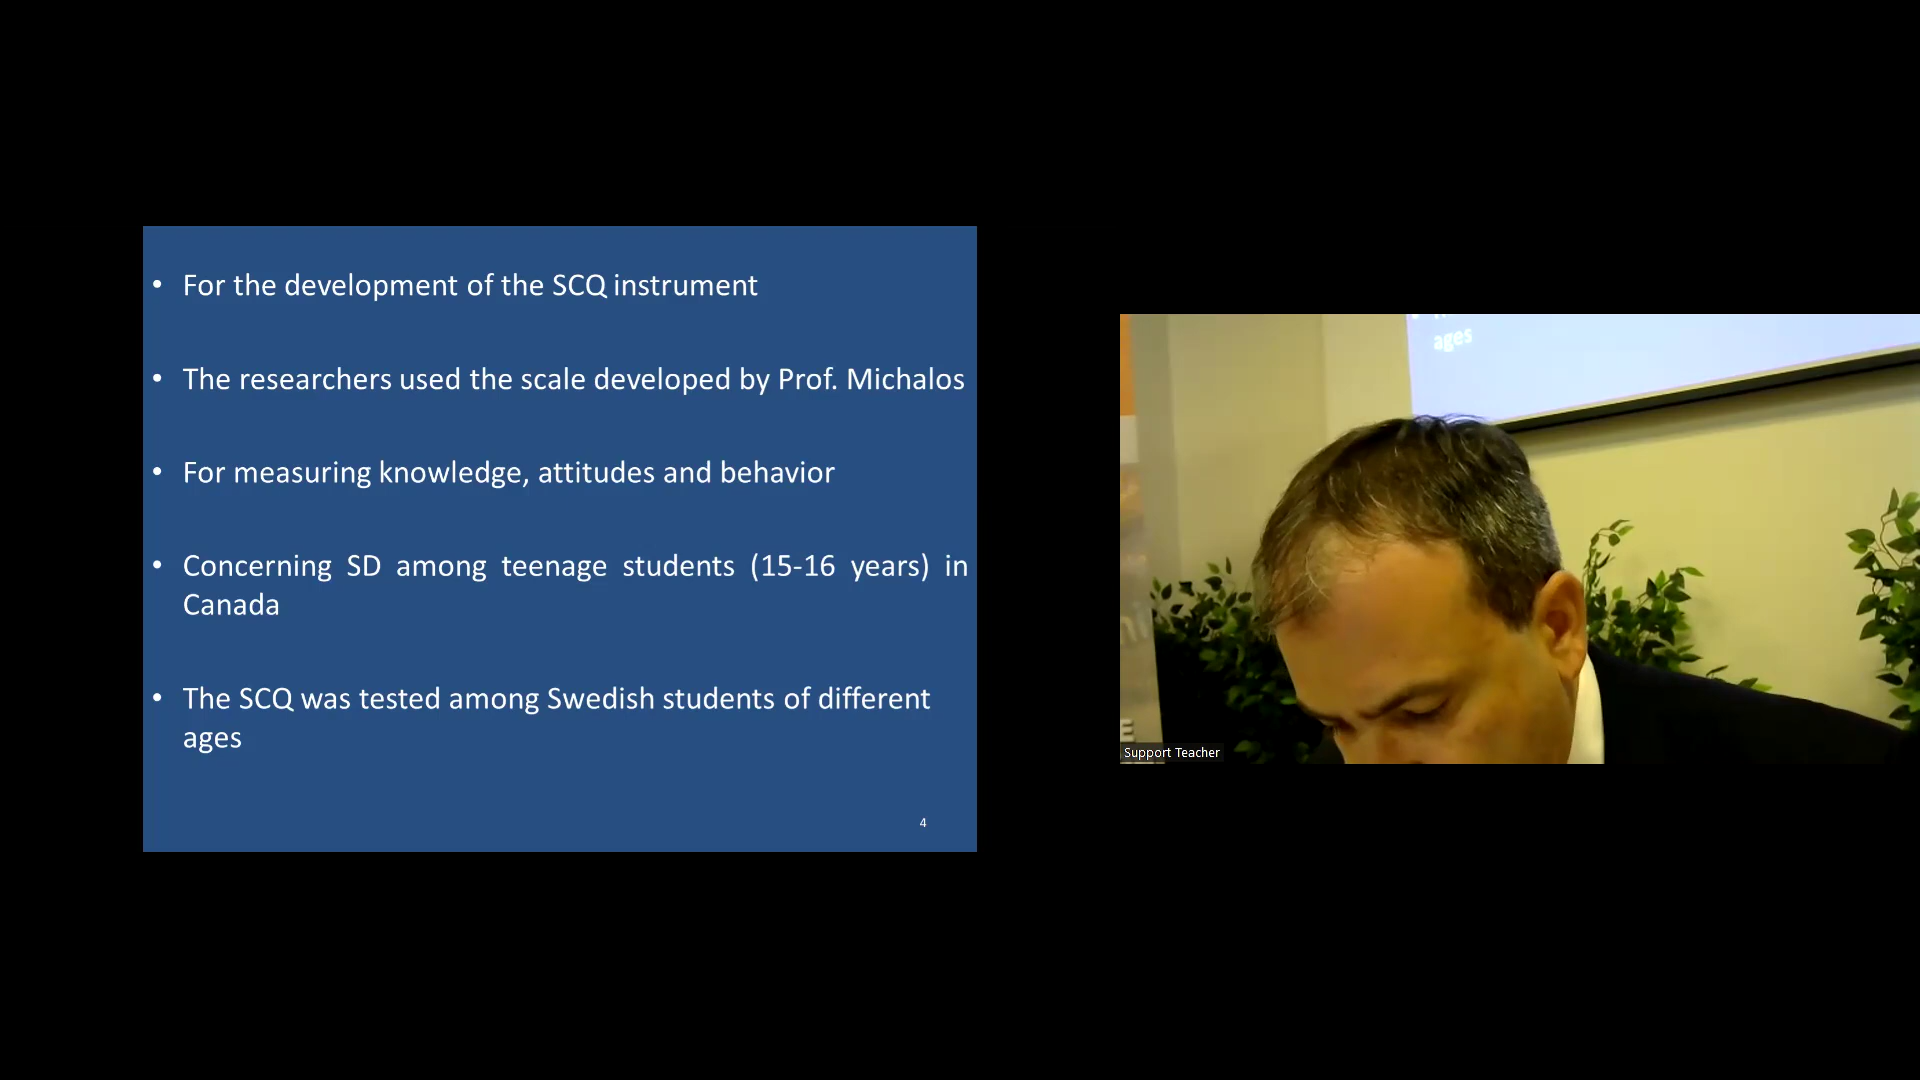 • For the development of the SCQ instrument
• The researchers used the scale developed by Prof. Michalos
• For measuring knowledge, attitudes and behavior
• Concerning SD among teenage students (15-16 years) in
Canada
• The SCQ was tested among Swedish students of different
ages
4
ages
E
Support Teacher